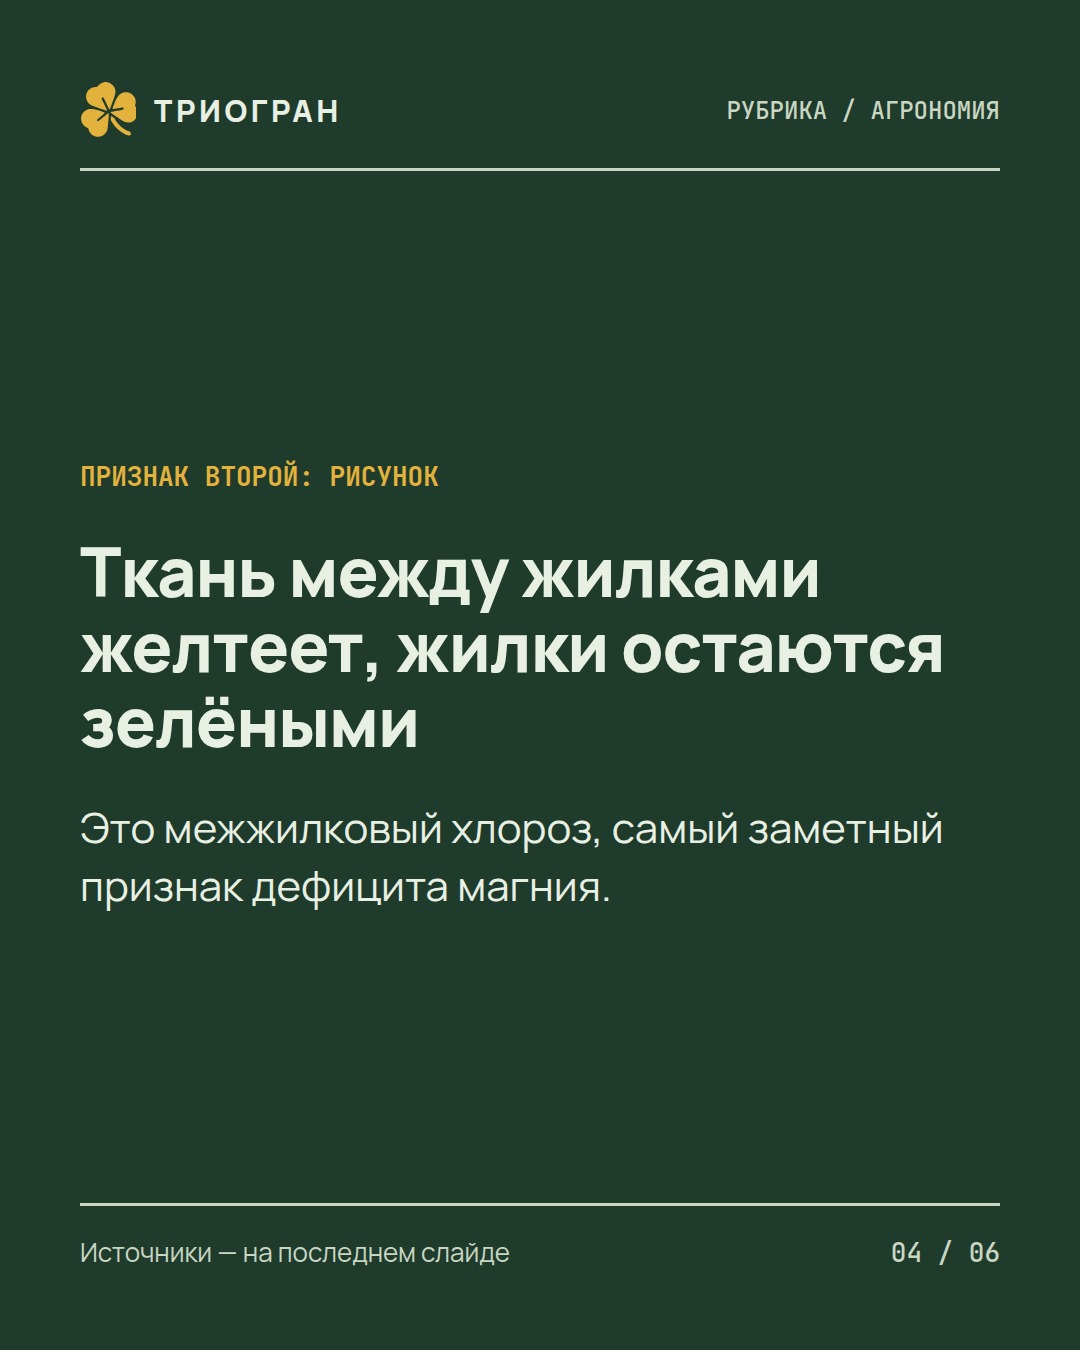 ТРИОГРАН
РУБРИКА / АГРОНОМИЯ
ПРИЗНАК ВТОРОЙ: РИСУНОК
Ткань между жилками
желтеет, жилки остаются
зелёными
Это межжилковый хлороз, самый заметный
признак дефицита магния.
Источники — на последнем слайде
04 / 06